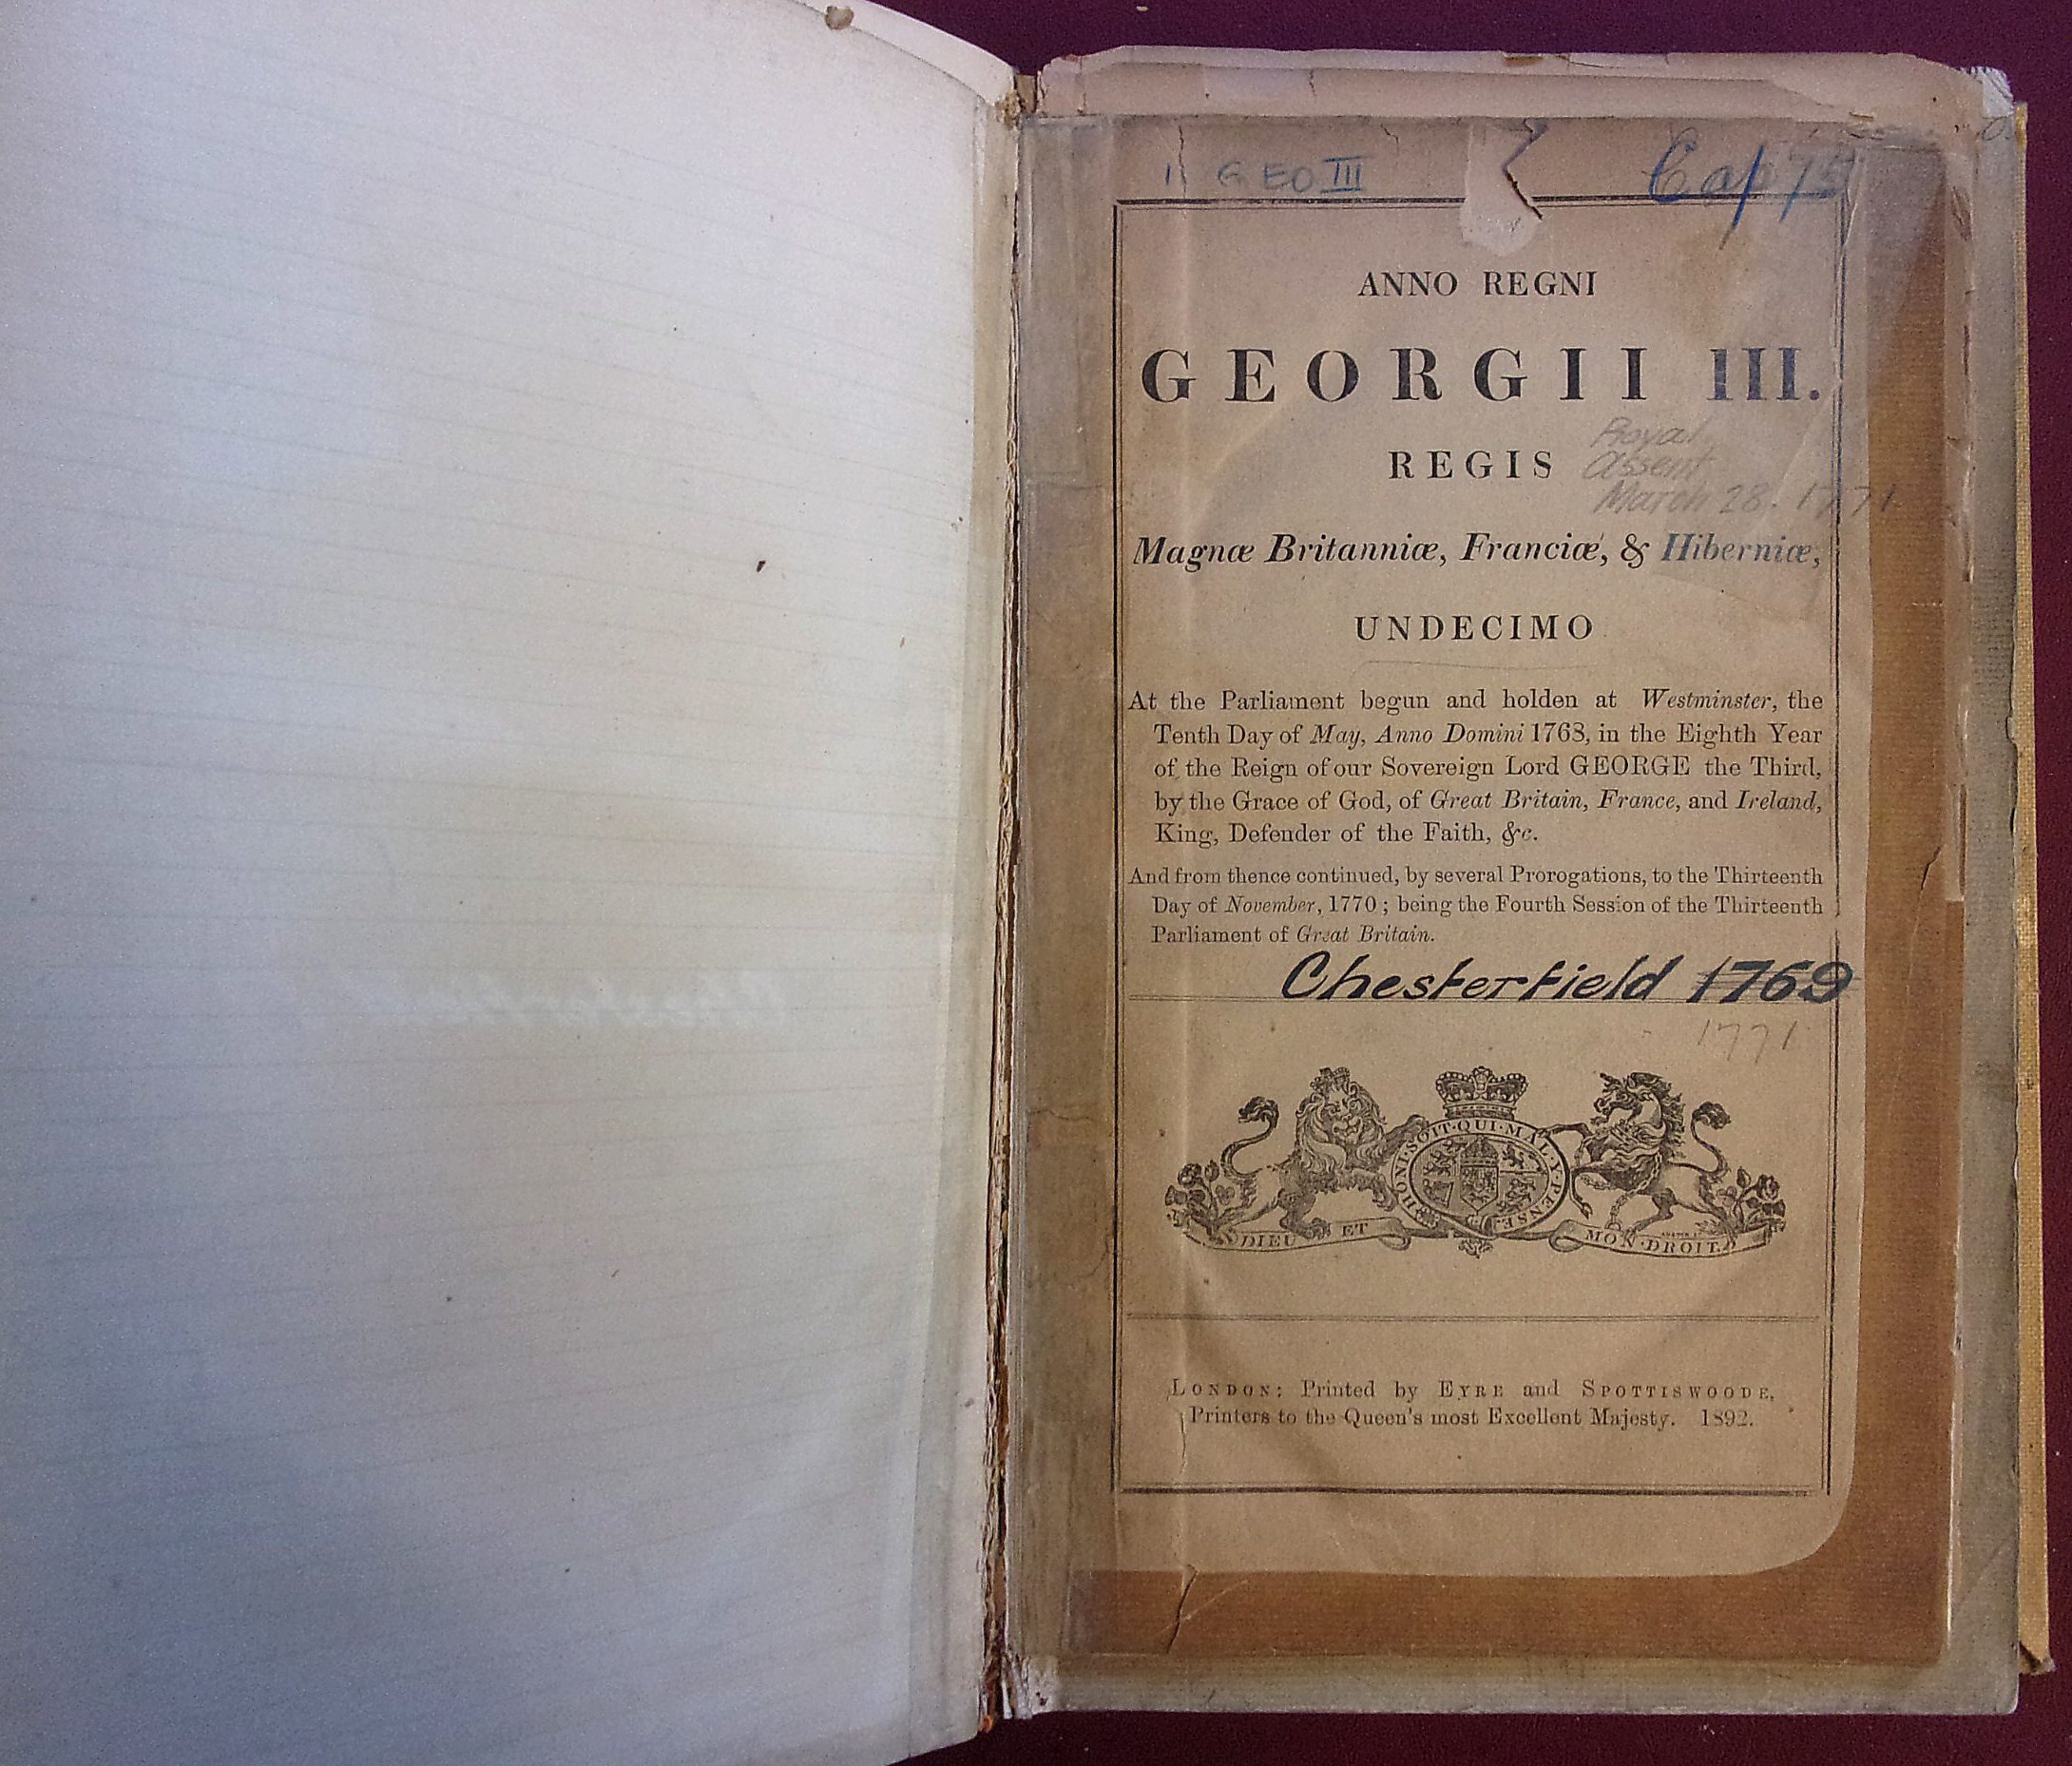 11 GEO III Cap 75
ANNO REGNI
GEORGII III.
Royal
REGIS Assent
March 28. 1771
Magnæ Britanniæ, Franciæ, & Hiberniæ,
UNDECIMO
At the Parliament begun and holden at Westminster, the
Tenth Day of May, Anno Domini 1768, in the Eighth Year
of the Reign of our Sovereign Lord GEORGE the Third,
by the Grace of God, of Great Britain, France, and Ireland,
King, Defender of the Faith, &c.
And from thence continued, by several Prorogations, to the Thirteenth
Day of November, 1770; being the Fourth Session of the Thirteenth
Parliament of Great Britain.
Chesterfield 1769
1771
HONI·SOIT·QUI·MAL·Y·PENSE
DIEU ET MON·DROIT.
LONDON: Printed by EYRE and SPOTTISWOODE,
Printers to the Queen's most Excellent Majesty. 1892.